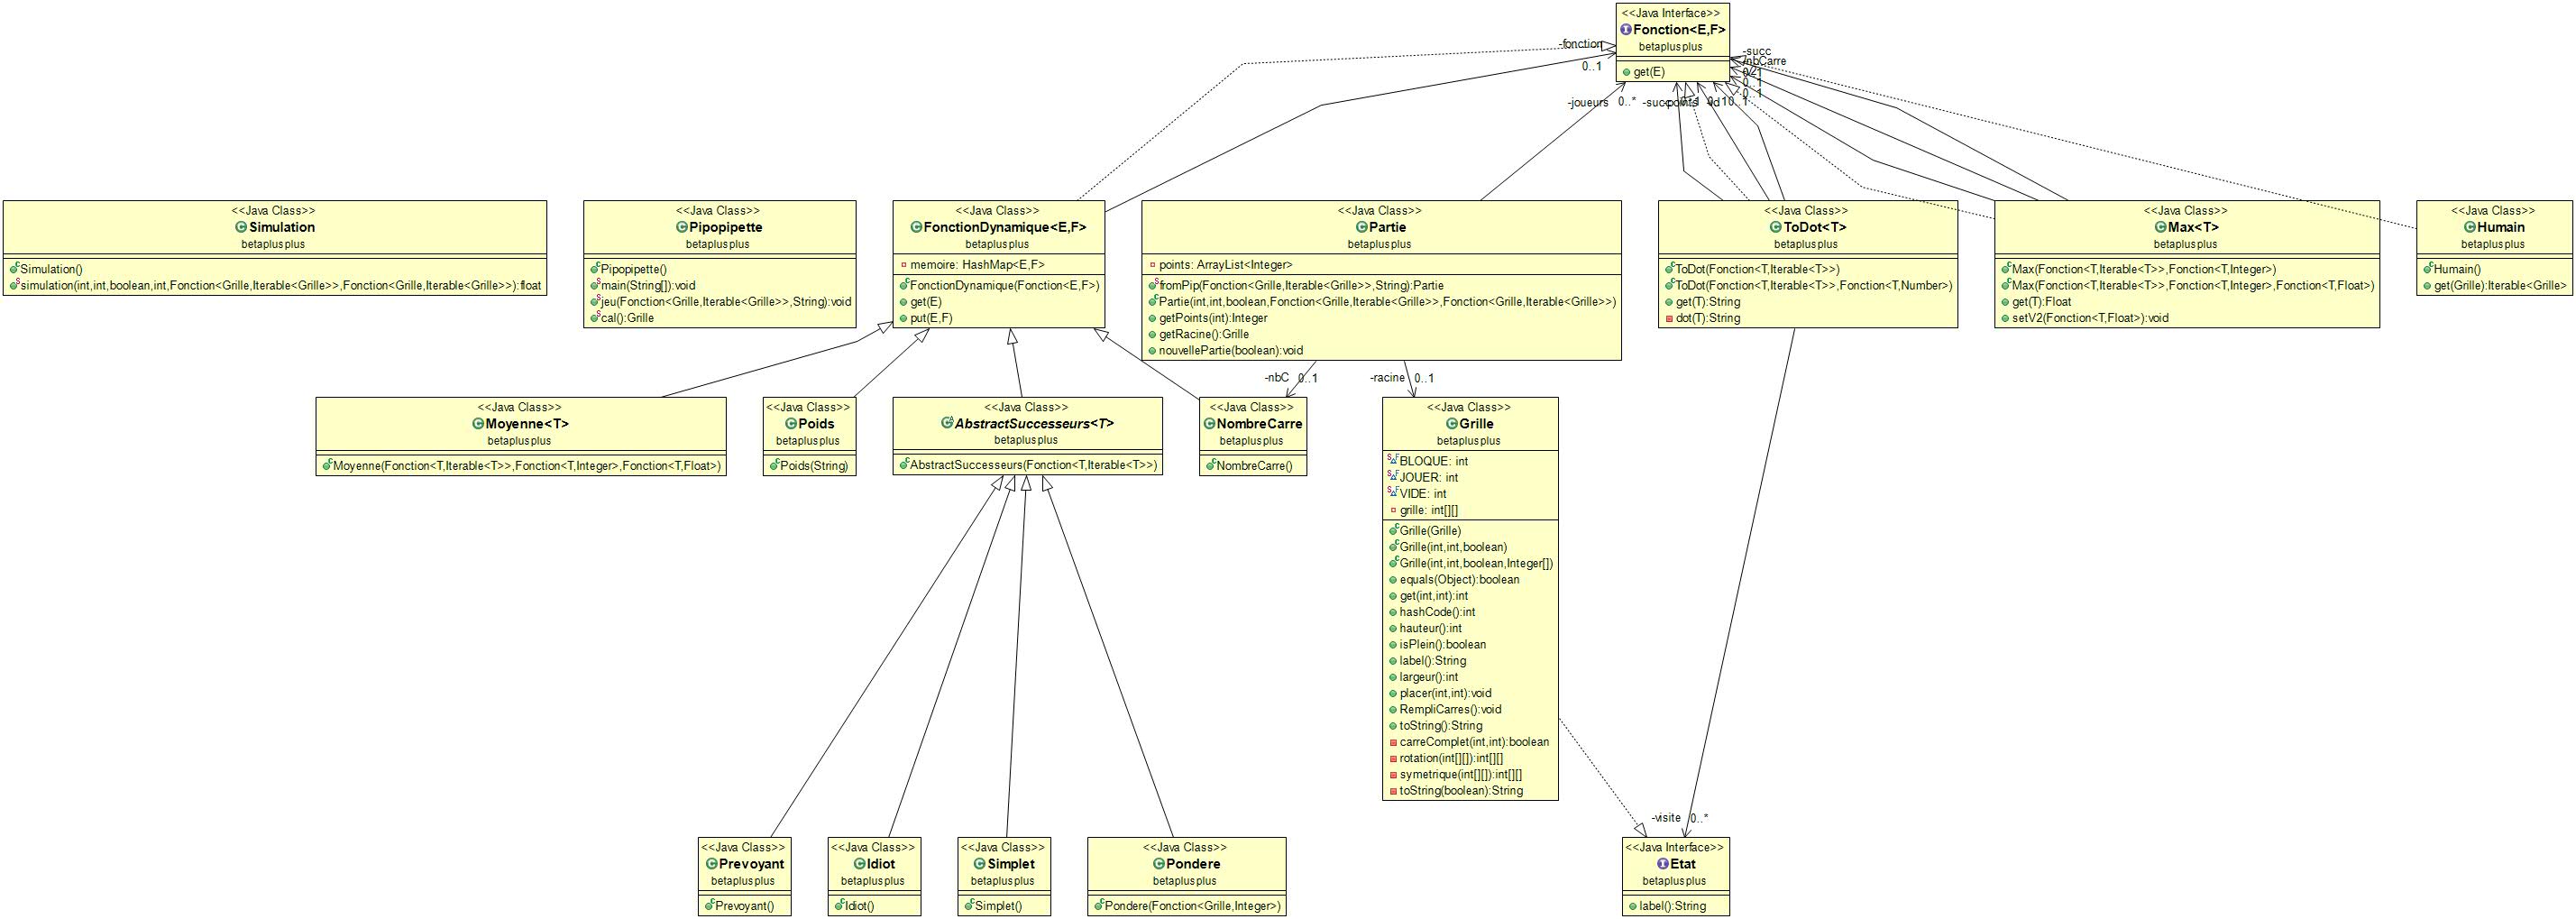 <<Java Interface>>
Fonction<E,F>
betaplusplus
get(E)
-fonction
0..1
-joueurs 0..*
-succ
0..1
<<Java Class>>
Simulation
betaplusplus
Simulation()
simulation(int,int,boolean,int,Fonction<Grille,Iterable<Grille>>,Fonction<Grille,Iterable<Grille>>):float
<<Java Class>>
Pipopipette
betaplusplus
Pipopipette()
main(String[]):void
jeu(Fonction<Grille,Iterable<Grille>>,String):void
cal():Grille
<<Java Class>>
FonctionDynamique<E,F>
betaplusplus
memoire: HashMap<E,F>
FonctionDynamique(Fonction<E,F>)
get(E)
put(E,F)
<<Java Class>>
Partie
betaplusplus
points: ArrayList<Integer>
fromPip(Fonction<Grille,Iterable<Grille>>,String):Partie
Partie(int,int,boolean,Fonction<Grille,Iterable<Grille>>,Fonction<Grille,Iterable<Grille>>)
getPoints(int):Integer
getRacine():Grille
nouvellePartie(boolean):void
<<Java Class>>
ToDot<T>
betaplusplus
ToDot(Fonction<T,Iterable<T>>)
ToDot(Fonction<T,Iterable<T>>,Fonction<T,Number>)
get(T):String
dot(T):String
<<Java Class>>
Max<T>
betaplusplus
Max(Fonction<T,Iterable<T>>,Fonction<T,Integer>)
Max(Fonction<T,Iterable<T>>,Fonction<T,Integer>,Fonction<T,Float>)
get(T):Float
setV2(Fonction<T,Float>):void
<<Java Class>>
Humain
betaplusplus
Humain()
get(Grille):Iterable<Grille>
-nbC 0..1
-racine 0..1
<<Java Class>>
Moyenne<T>
betaplusplus
Moyenne(Fonction<T,Iterable<T>>,Fonction<T,Integer>,Fonction<T,Float>)
<<Java Class>>
Poids
betaplusplus
Poids(String)
<<Java Class>>
AbstractSuccesseurs<T>
betaplusplus
AbstractSuccesseurs(Fonction<T,Iterable<T>>)
<<Java Class>>
NombreCarre
betaplusplus
NombreCarre()
<<Java Class>>
Grille
betaplusplus
BLOQUE: int
JOUER: int
VIDE: int
grille: int[][]
Grille(Grille)
Grille(int,int,boolean)
Grille(int,int,boolean,Integer[])
equals(Object):boolean
get(int,int):int
hashCode():int
hauteur():int
isPlein():boolean
label():String
largeur():int
placer(int,int):void
RempliCarres():void
toString():String
carreComplet(int,int):boolean
rotation(int[][]):int[][]
symetrique(int[][]):int[][]
toString(boolean):String
-visite 0..*
<<Java Class>>
Prevoyant
betaplusplus
Prevoyant()
<<Java Class>>
Idiot
betaplusplus
Idiot()
<<Java Class>>
Simplet
betaplusplus
Simplet()
<<Java Class>>
Pondere
betaplusplus
Pondere(Fonction<Grille,Integer>)
<<Java Interface>>
Etat
betaplusplus
label():String